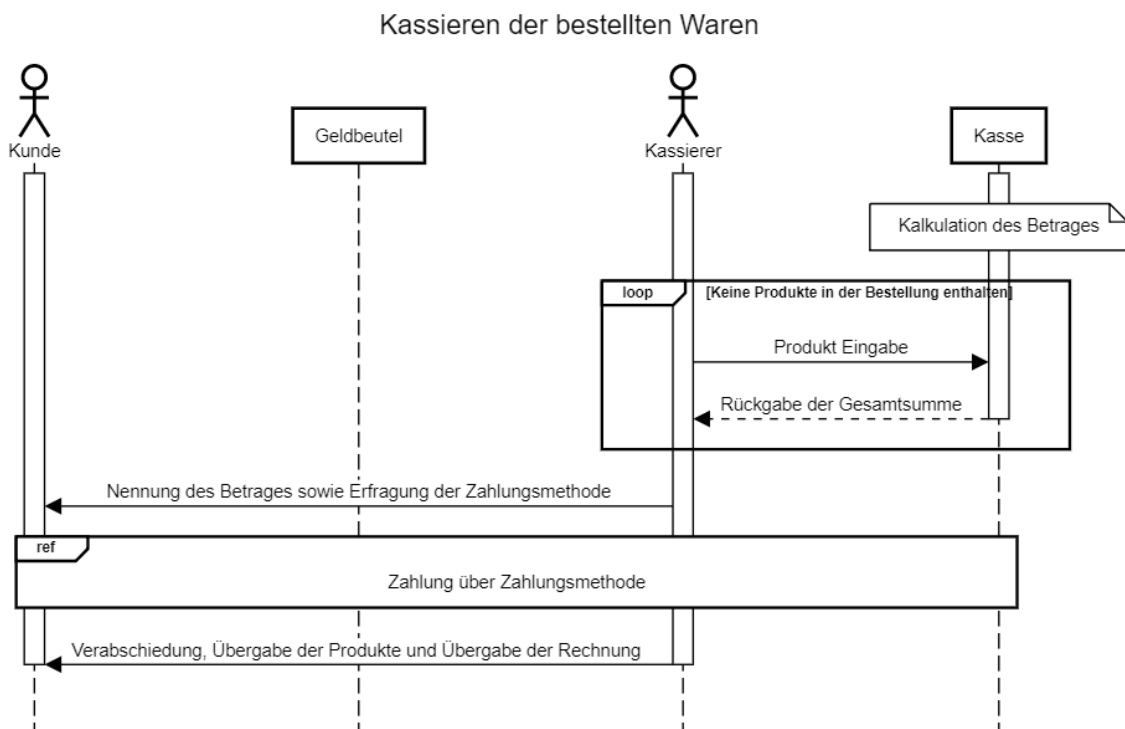 Kassieren der bestellten Waren
Kunde
Geldbeutel
Kassierer
Kasse
Kalkulation des Betrages
loop
[Keine Produkte in der Bestellung enthalten]
Produkt Eingabe
Rückgabe der Gesamtsumme
Nennung des Betrages sowie Erfragung der Zahlungsmethode
ref
Zahlung über Zahlungsmethode
Verabschiedung, Übergabe der Produkte und Übergabe der Rechnung